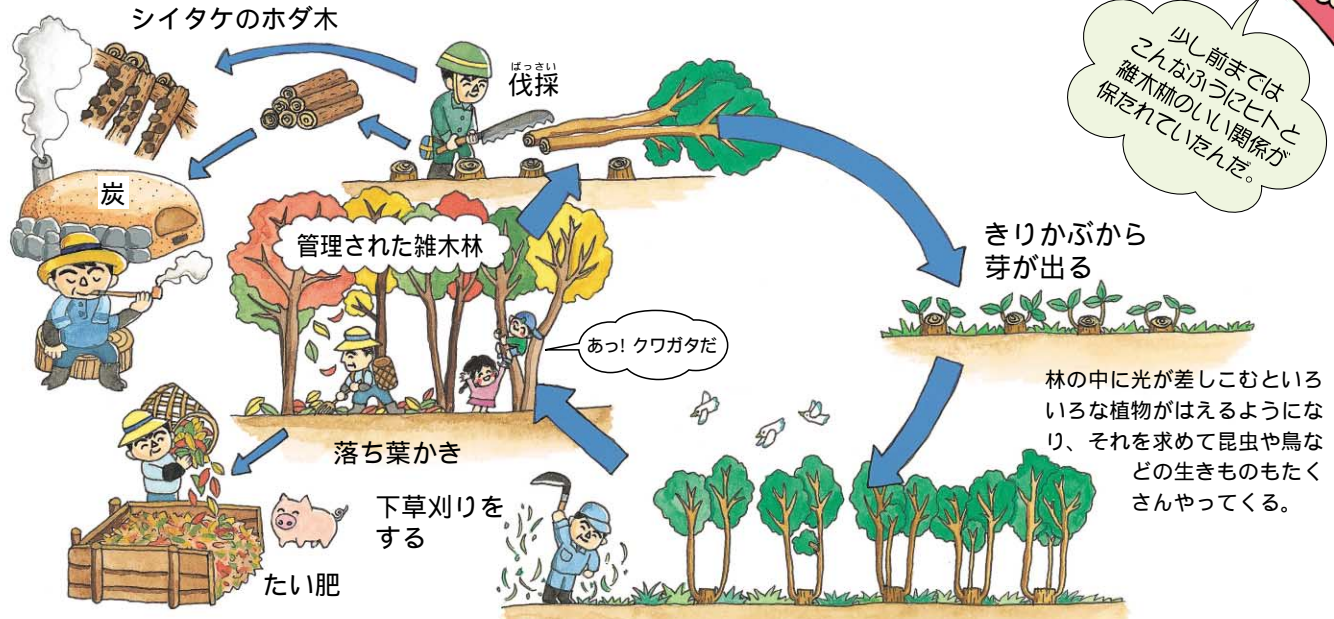 シイタケのホダ木
ばっさい
伐採
少し前までは
こんなふうにヒトと
雑木林のいい関係が
保たれていたんだ。
炭
管理された雑木林
あっ! クワガタだ
きりかぶから
芽が出る
林の中に光が差しこむといろ
いろな植物がはえるようにな
り、それを求めて昆虫や鳥な
どの生きものもたく
さんやってくる。
落ち葉かき
下草刈りを
する
たい肥